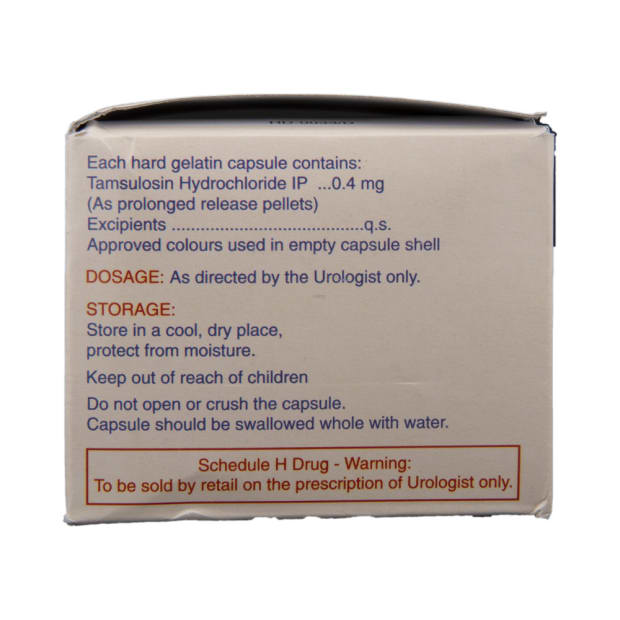 Each hard gelatin capsule contains:
Tamsulosin Hydrochloride IP ...0.4 mg
(As prolonged release pellets)
Excipients ........................................q.s.
Approved colours used in empty capsule shell
DOSAGE: As directed by the Urologist only.
STORAGE:
Store in a cool, dry place,
protect from moisture.
Keep out of reach of children
Do not open or crush the capsule.
Capsule should be swallowed whole with water.
Schedule H Drug - Warning:
To be sold by retail on the prescription of Urologist only.